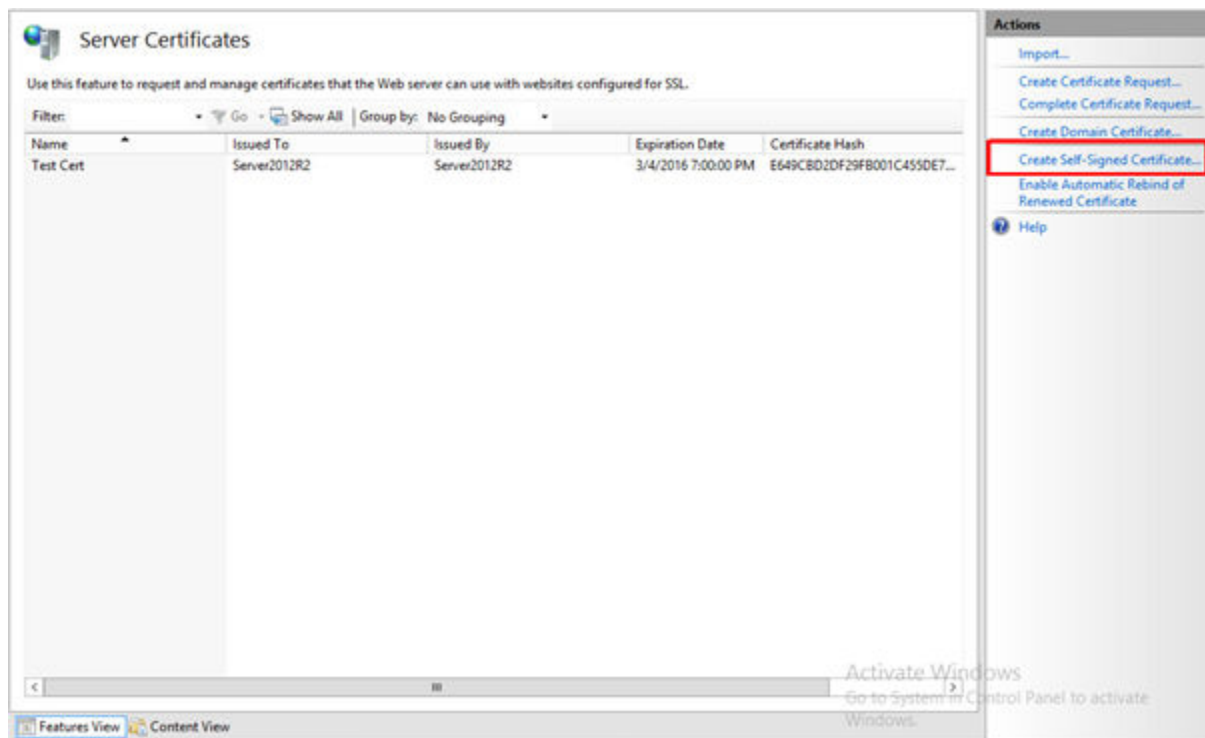 Server Certificates
Use this feature to request and manage certificates that the Web server can use with websites configured for SSL.
Filter: Go Show All Group by: No Grouping
Name Issued To Issued By Expiration Date Certificate Hash
Test Cert Server2012R2 Server2012R2 3/4/2016 7:00:00 PM E649CBD2DF29FB001C455DE7...
Features View Content View
Actions
Import...
Create Certificate Request...
Complete Certificate Request...
Create Domain Certificate...
Create Self-Signed Certificate...
Enable Automatic Rebind of
Renewed Certificate
Help
Activate Windows
Go to System in Control Panel to activate
Windows.